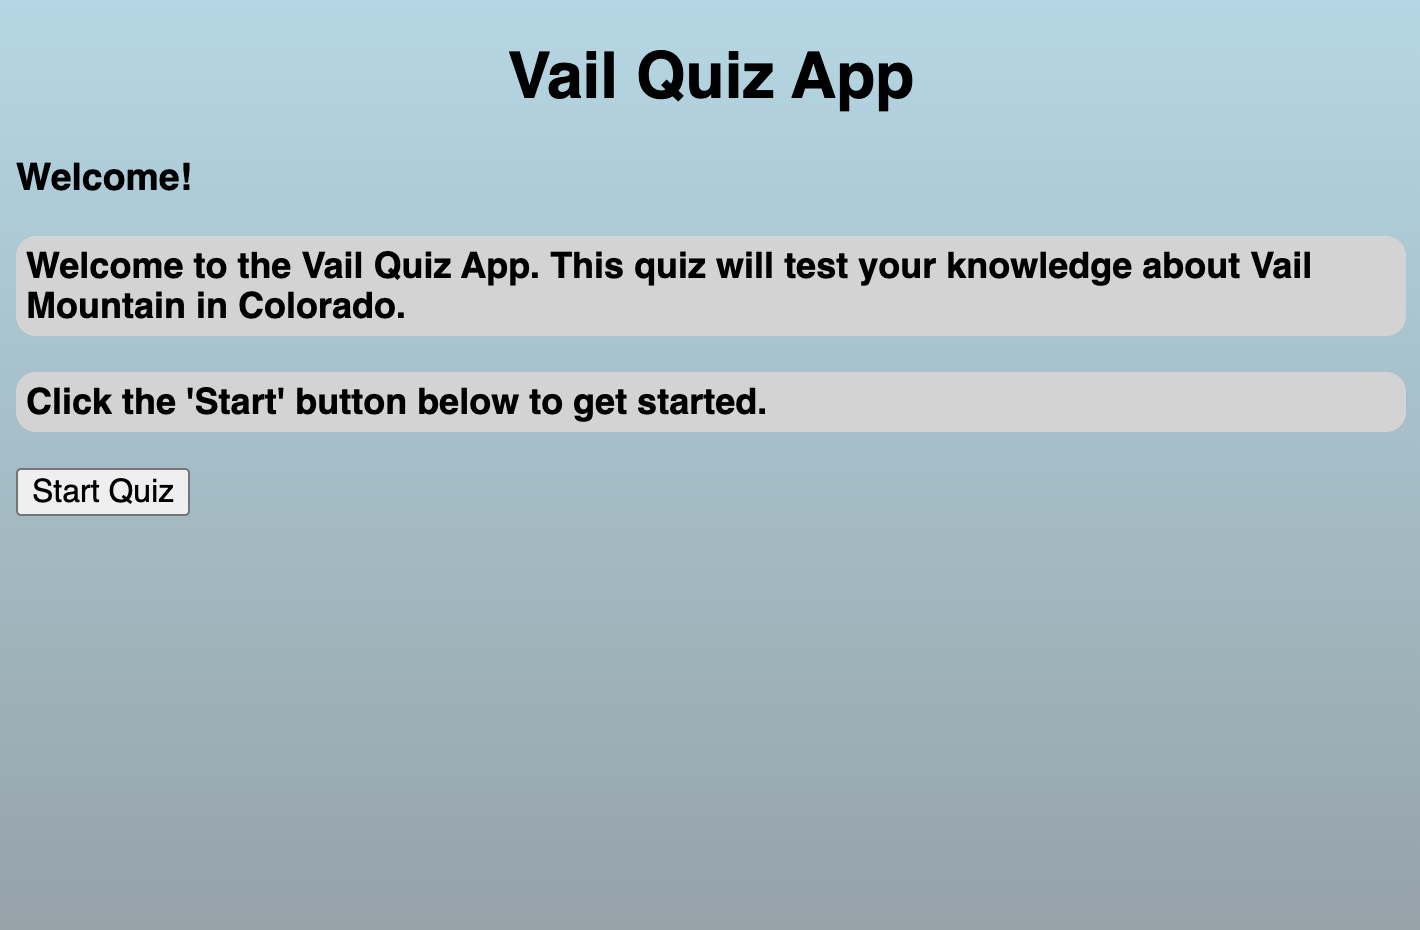 Vail Quiz App
Welcome!
Welcome to the Vail Quiz App. This quiz will test your knowledge about Vail
Mountain in Colorado.
Click the 'Start' button below to get started.
Start Quiz